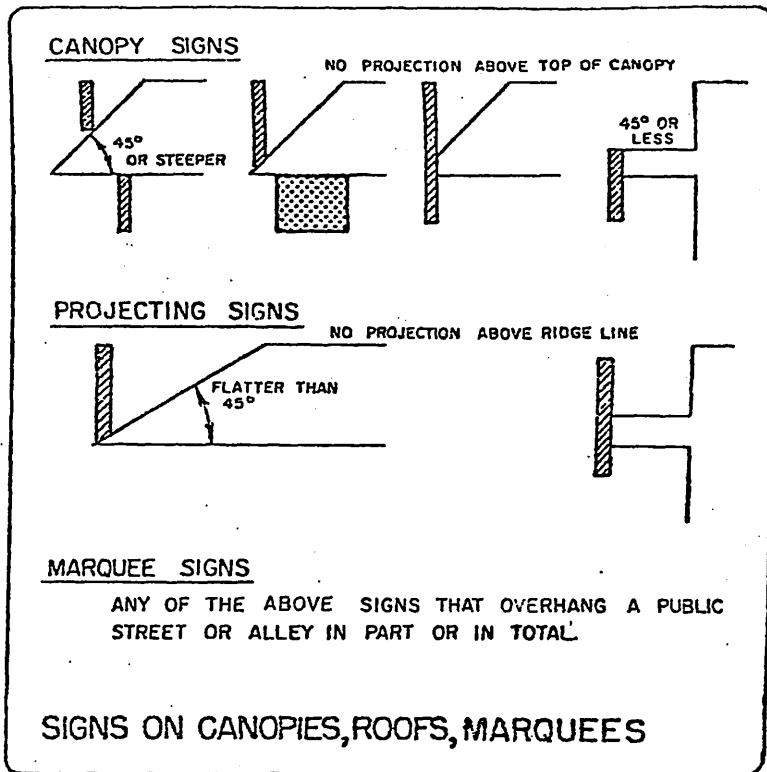 CANOPY SIGNS
NO PROJECTION ABOVE TOP OF CANOPY
45°
OR STEEPER
45° OR
LESS
PROJECTING SIGNS
NO PROJECTION ABOVE RIDGE LINE
FLATTER THAN
45°
MARQUEE SIGNS
ANY OF THE ABOVE SIGNS THAT OVERHANG A PUBLIC
STREET OR ALLEY IN PART OR IN TOTAL.
SIGNS ON CANOPIES, ROOFS, MARQUEES